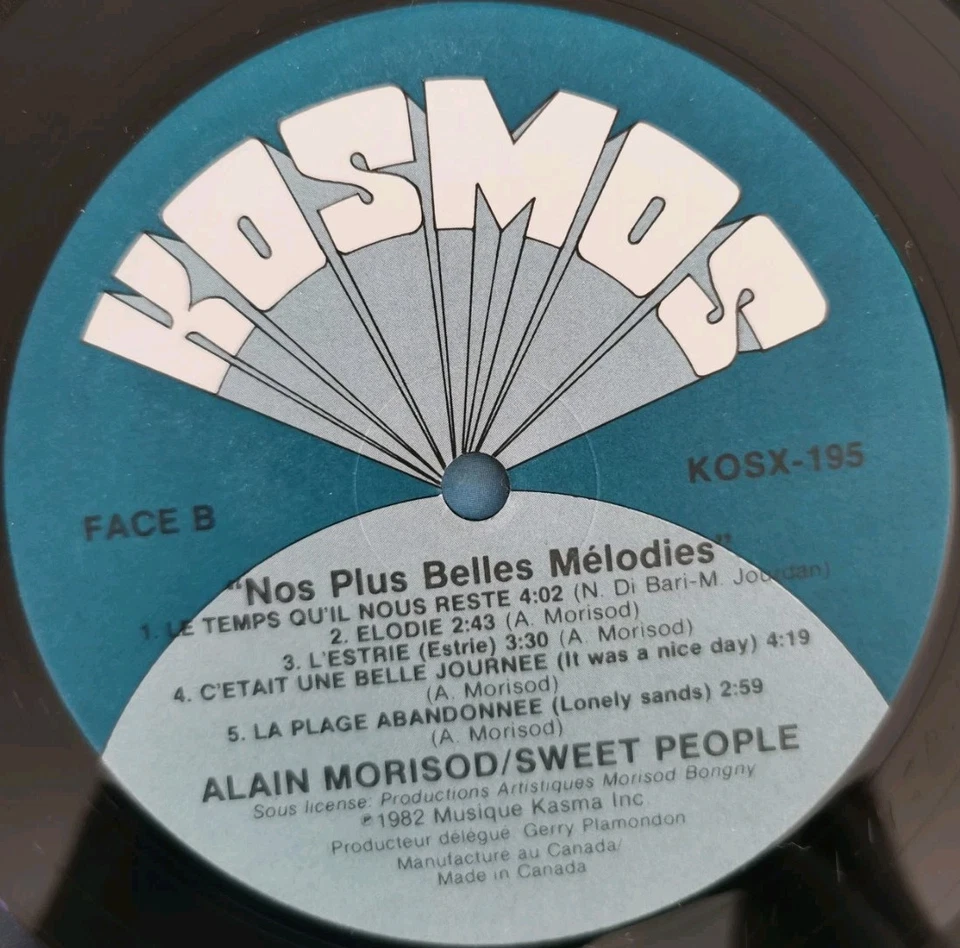 KOSMOS
KOSX-195
FACE B
"Nos Plus Belles Mélodies"
1. LE TEMPS QU'IL NOUS RESTE 4:02 (N. Di Bari-M. Jourdan)
2. ELODIE 2:43 (A. Morisod)
3. L'ESTRIE (Estrie) 3:30 (A. Morisod)
4. C'ETAIT UNE BELLE JOURNEE (It was a nice day) 4:19
(A. Morisod)
5. LA PLAGE ABANDONNEE (Lonely sands) 2:59
(A. Morisod)
ALAIN MORISOD/SWEET PEOPLE
Sous license: Productions Artistiques Morisod Bongny
℗1982 Musique Kasma Inc
Producteur délégué Gerry Plamondon
Manufacturé au Canada/
Made in Canada